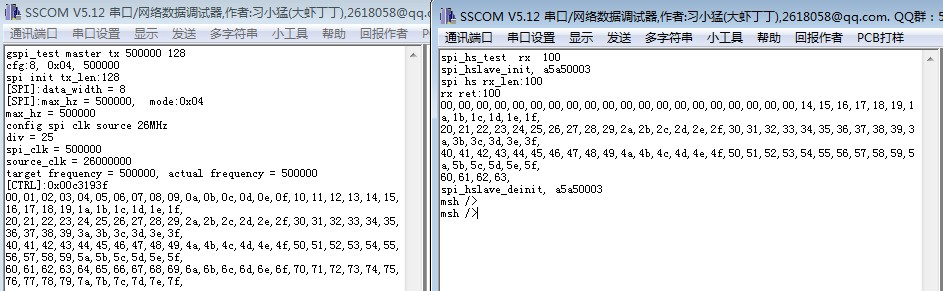 SSCOM V5.12 串口/网络数据调试器,作者:习小猛(大虾丁丁),2618058@qq.co
通讯端口 串口设置 显示 发送 多字符串 小工具 帮助 回报作者
gspi_test master tx 500000 128
cfg:8, 0x04, 500000
spi init tx_len:128
[SPI]:data_width = 8
[SPI]:max_hz = 500000, mode:0x04
max_hz = 500000
config spi clk source 26MHz
div = 25
spi_clk = 500000
source_clk = 26000000
target frequency = 500000, actual frequency = 500000
[CTRL]:0x00c3193f
00,01,02,03,04,05,06,07,08,09,0a,0b,0c,0d,0e,0f,10,11,12,13,14,15,
16,17,18,19,1a,1b,1c,1d,1e,1f,
20,21,22,23,24,25,26,27,28,29,2a,2b,2c,2d,2e,2f,30,31,32,33,34,35,
36,37,38,39,3a,3b,3c,3d,3e,3f,
40,41,42,43,44,45,46,47,48,49,4a,4b,4c,4d,4e,4f,50,51,52,53,54,55,
56,57,58,59,5a,5b,5c,5d,5e,5f,
60,61,62,63,64,65,66,67,68,69,6a,6b,6c,6d,6e,6f,70,71,72,73,74,75,
76,77,78,79,7a,7b,7c,7d,7e,7f,
SSCOM V5.12 串口/网络数据调试器,作者:习小猛(大虾丁丁),2618058@qq.com. QQ群: 5
通讯端口 串口设置 显示 发送 多字符串 小工具 帮助 回报作者 PCB打样
spi_hs_test rx 100
spi_hslave_init, a5a50003
spi hs rx_len:100
rx ret:100
00,00,00,00,00,00,00,00,00,00,00,00,00,00,00,00,00,00,00,00,14,15,16,17,18,19,1
a,1b,1c,1d,1e,1f,
20,21,22,23,24,25,26,27,28,29,2a,2b,2c,2d,2e,2f,30,31,32,33,34,35,36,37,38,39,3
a,3b,3c,3d,3e,3f,
40,41,42,43,44,45,46,47,48,49,4a,4b,4c,4d,4e,4f,50,51,52,53,54,55,56,57,58,59,5
a,5b,5c,5d,5e,5f,
60,61,62,63,
spi_hslave_deinit, a5a50003
msh />
msh />